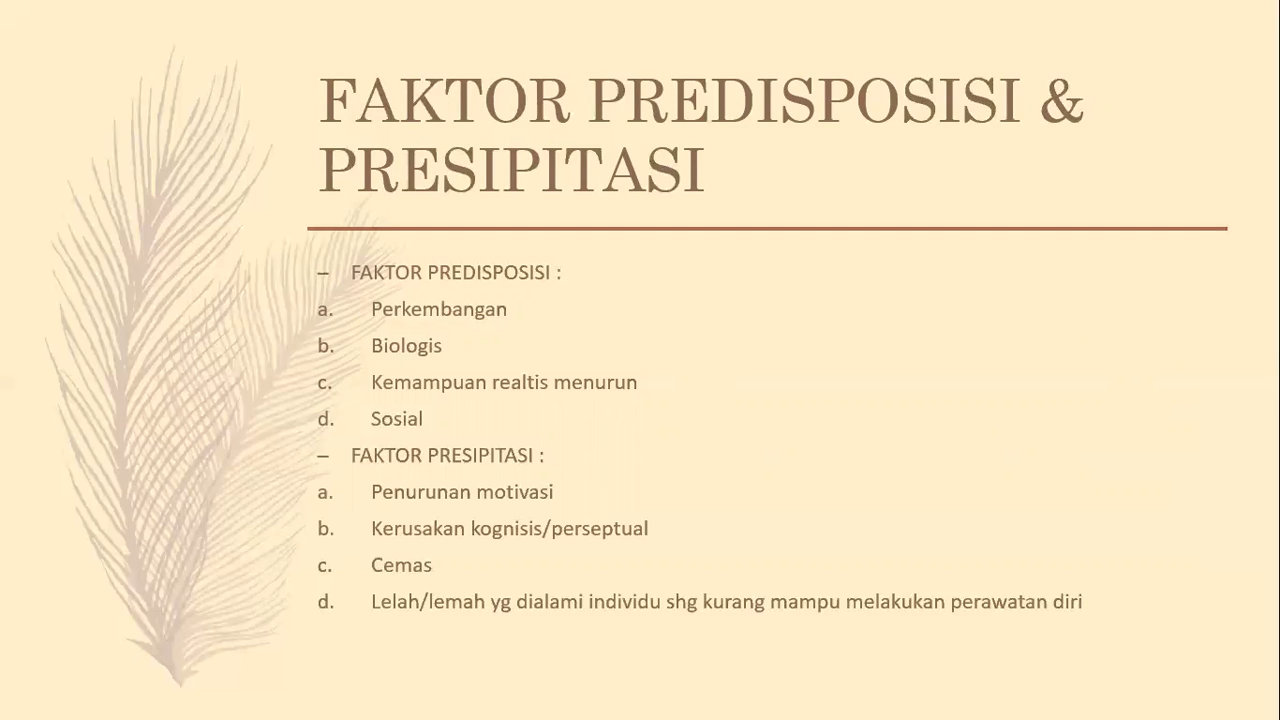 FAKTOR PREDISPOSISI &
PRESIPITASI
– FAKTOR PREDISPOSISI :
a. Perkembangan
b. Biologis
c. Kemampuan realtis menurun
d. Sosial
– FAKTOR PRESIPITASI :
a. Penurunan motivasi
b. Kerusakan kognisis/perseptual
c. Cemas
d. Lelah/lemah yg dialami individu shg kurang mampu melakukan perawatan diri